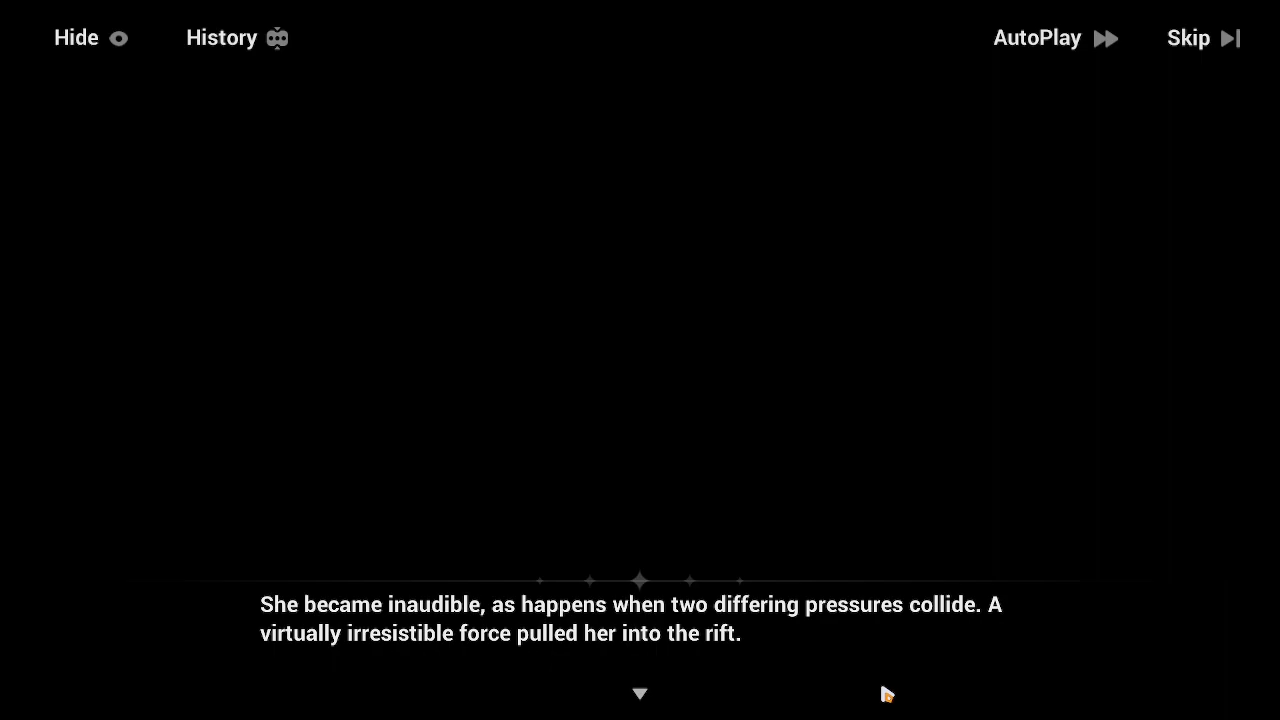 Hide
History
AutoPlay
Skip
She became inaudible, as happens when two differing pressures collide. A
virtually irresistible force pulled her into the rift.